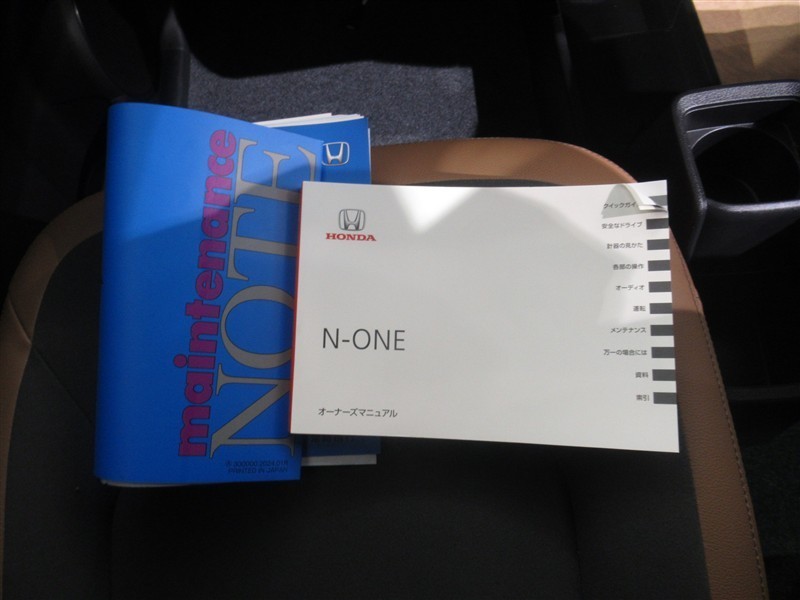 maintenance
NOTE
PRINTED IN JAPAN
HONDA
N-ONE
オーナーズマニュアル
クイックガイ
安全なドライブ
計器の見かた
各部の操作
オーディオ
運転
メンテナンス
万一の場合には
資料
索引